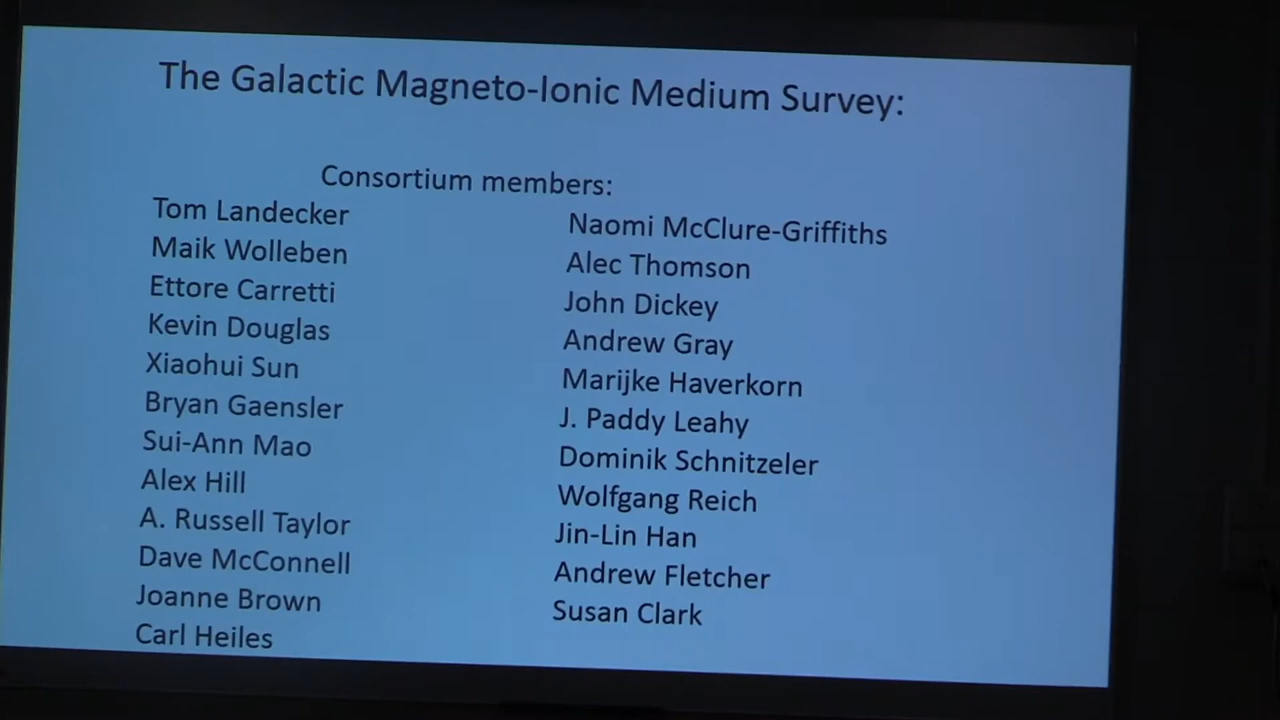 The Galactic Magneto-Ionic Medium Survey:
Consortium members:
Tom Landecker
Maik Wolleben
Ettore Carretti
Kevin Douglas
Xiaohui Sun
Bryan Gaensler
Sui-Ann Mao
Alex Hill
A. Russell Taylor
Dave McConnell
Joanne Brown
Carl Heiles
Naomi McClure-Griffiths
Alec Thomson
John Dickey
Andrew Gray
Marijke Haverkorn
J. Paddy Leahy
Dominik Schnitzeler
Wolfgang Reich
Jin-Lin Han
Andrew Fletcher
Susan Clark